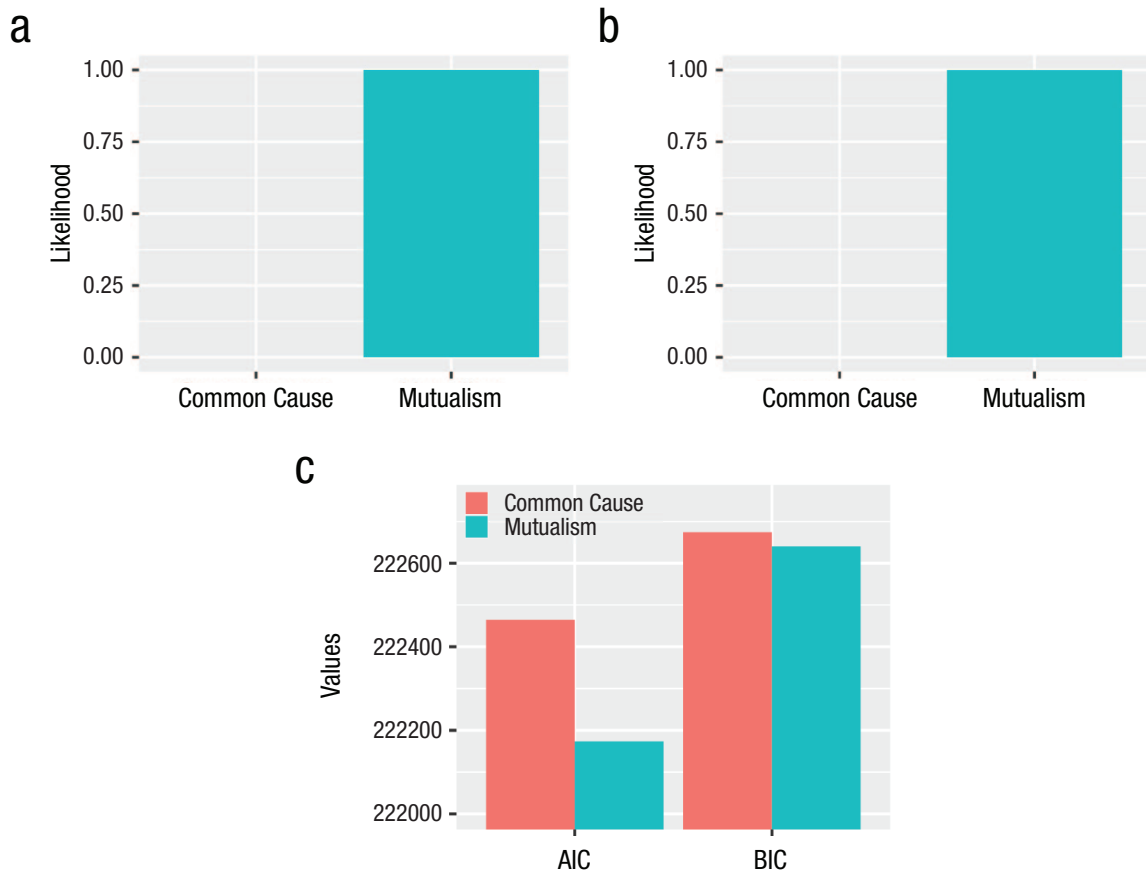 a
1.00
0.75
0.50
0.25
0.00
Likelihood
Common Cause
Mutualism
b
1.00
0.75
0.50
0.25
0.00
Likelihood
Common Cause
Mutualism
c
Common Cause
Mutualism
222600
222400
222200
222000
Values
AIC
BIC